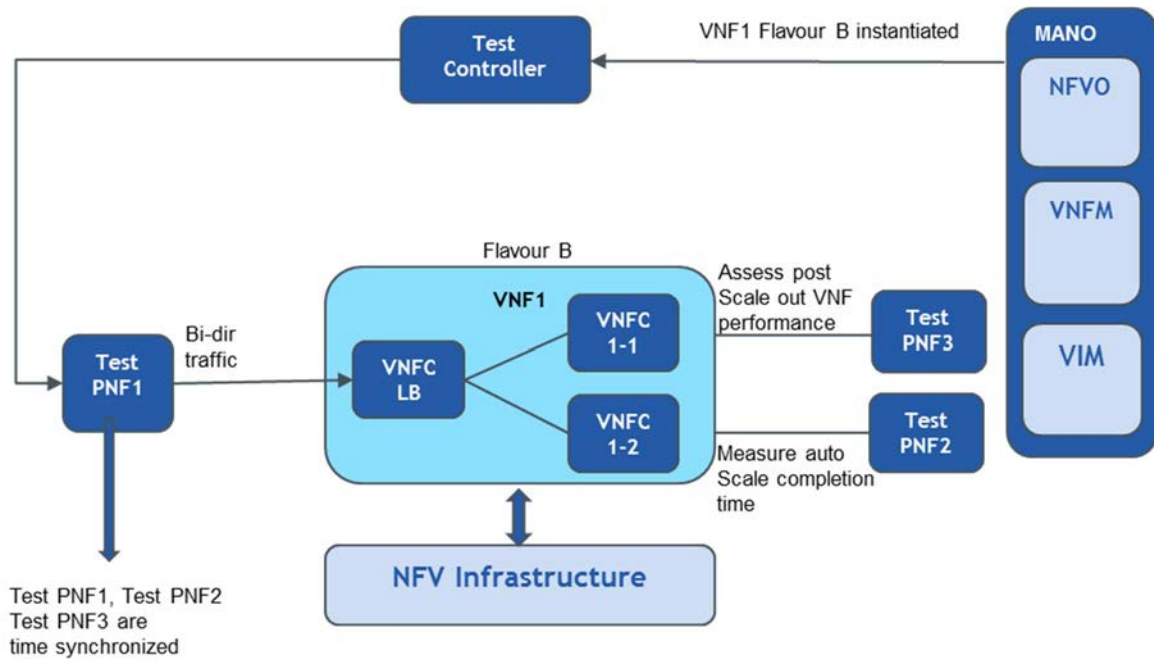 VNF1 Flavour B instantiated
Test
Controller
MANO
NFVO
VNFM
VIM
Flavour B
VNF1
VNFC
LB
VNFC
1-1
VNFC
1-2
Bi-dir
traffic
Test
PNF1
Assess post
Scale out VNF
performance
Test
PNF3
Test
PNF2
Measure auto
Scale completion
time
NFV Infrastructure
Test PNF1, Test PNF2
Test PNF3 are
time synchronized